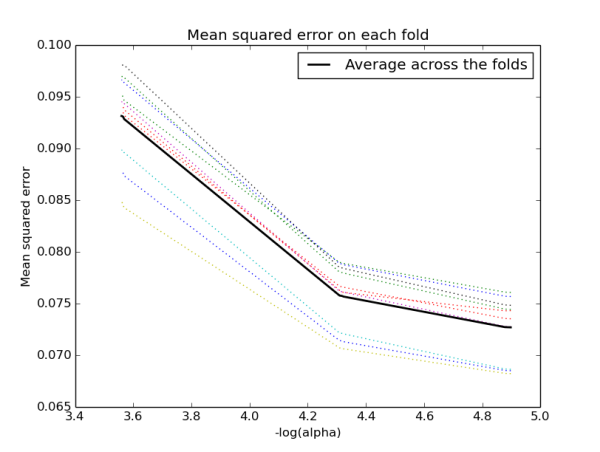 Mean squared error on each fold
Average across the folds
Mean squared error
0.100
0.095
0.090
0.085
0.080
0.075
0.070
0.065
3.4 3.6 3.8 4.0 4.2 4.4 4.6 4.8 5.0
-log(alpha)